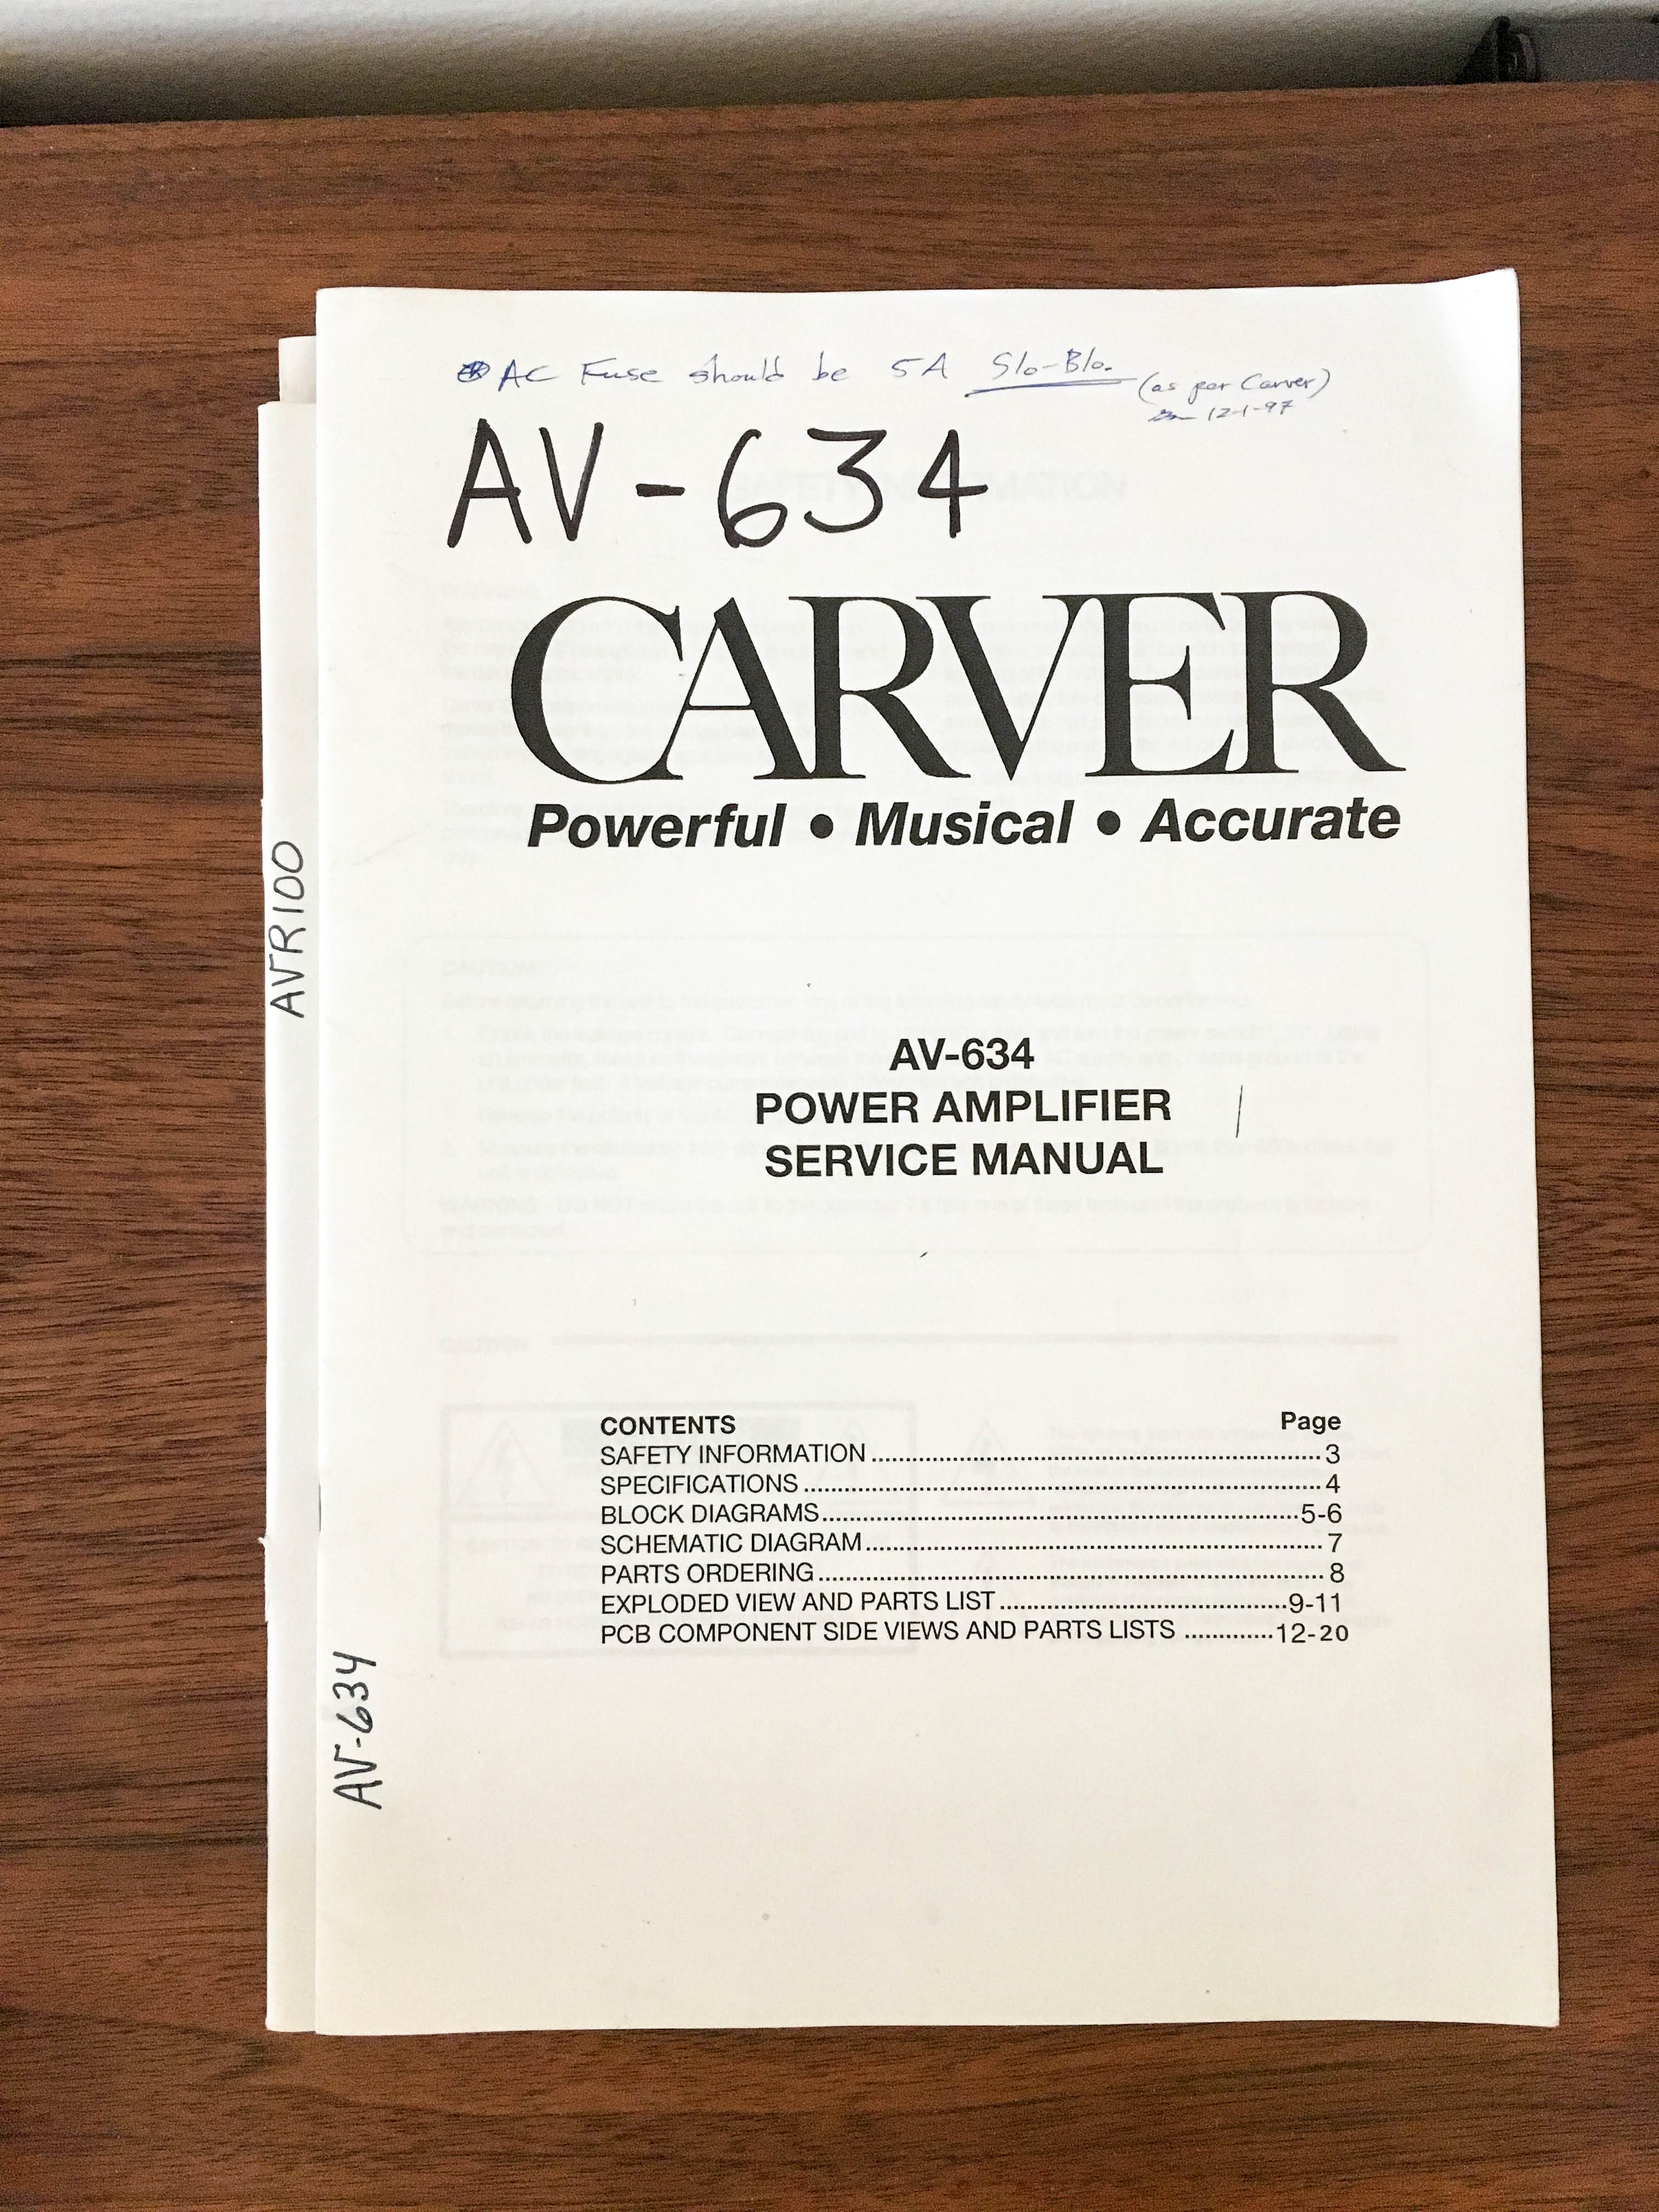 AC Fuse should be 5A Slo-Blo. (as per Carver)
12-1-97
AV-634
CARVER
Powerful • Musical • Accurate
AVR100
AV-634
POWER AMPLIFIER
SERVICE MANUAL
CONTENTS Page
SAFETY INFORMATION 3
SPECIFICATIONS 4
BLOCK DIAGRAMS 5-6
SCHEMATIC DIAGRAM 7
PARTS ORDERING 8
EXPLODED VIEW AND PARTS LIST 9-11
PCB COMPONENT SIDE VIEWS AND PARTS LISTS 12-20
AV-634